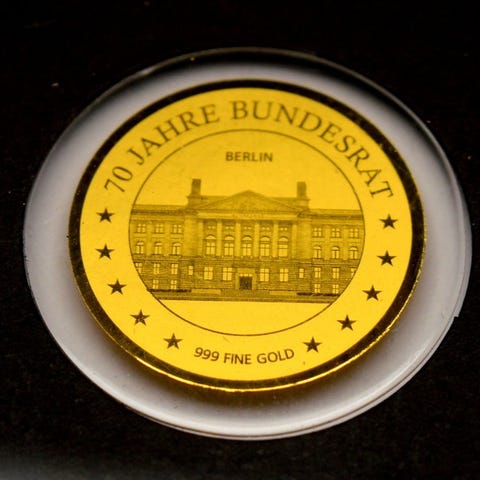 70 JAHRE BUNDESRAT
BERLIN
999 FINE GOLD